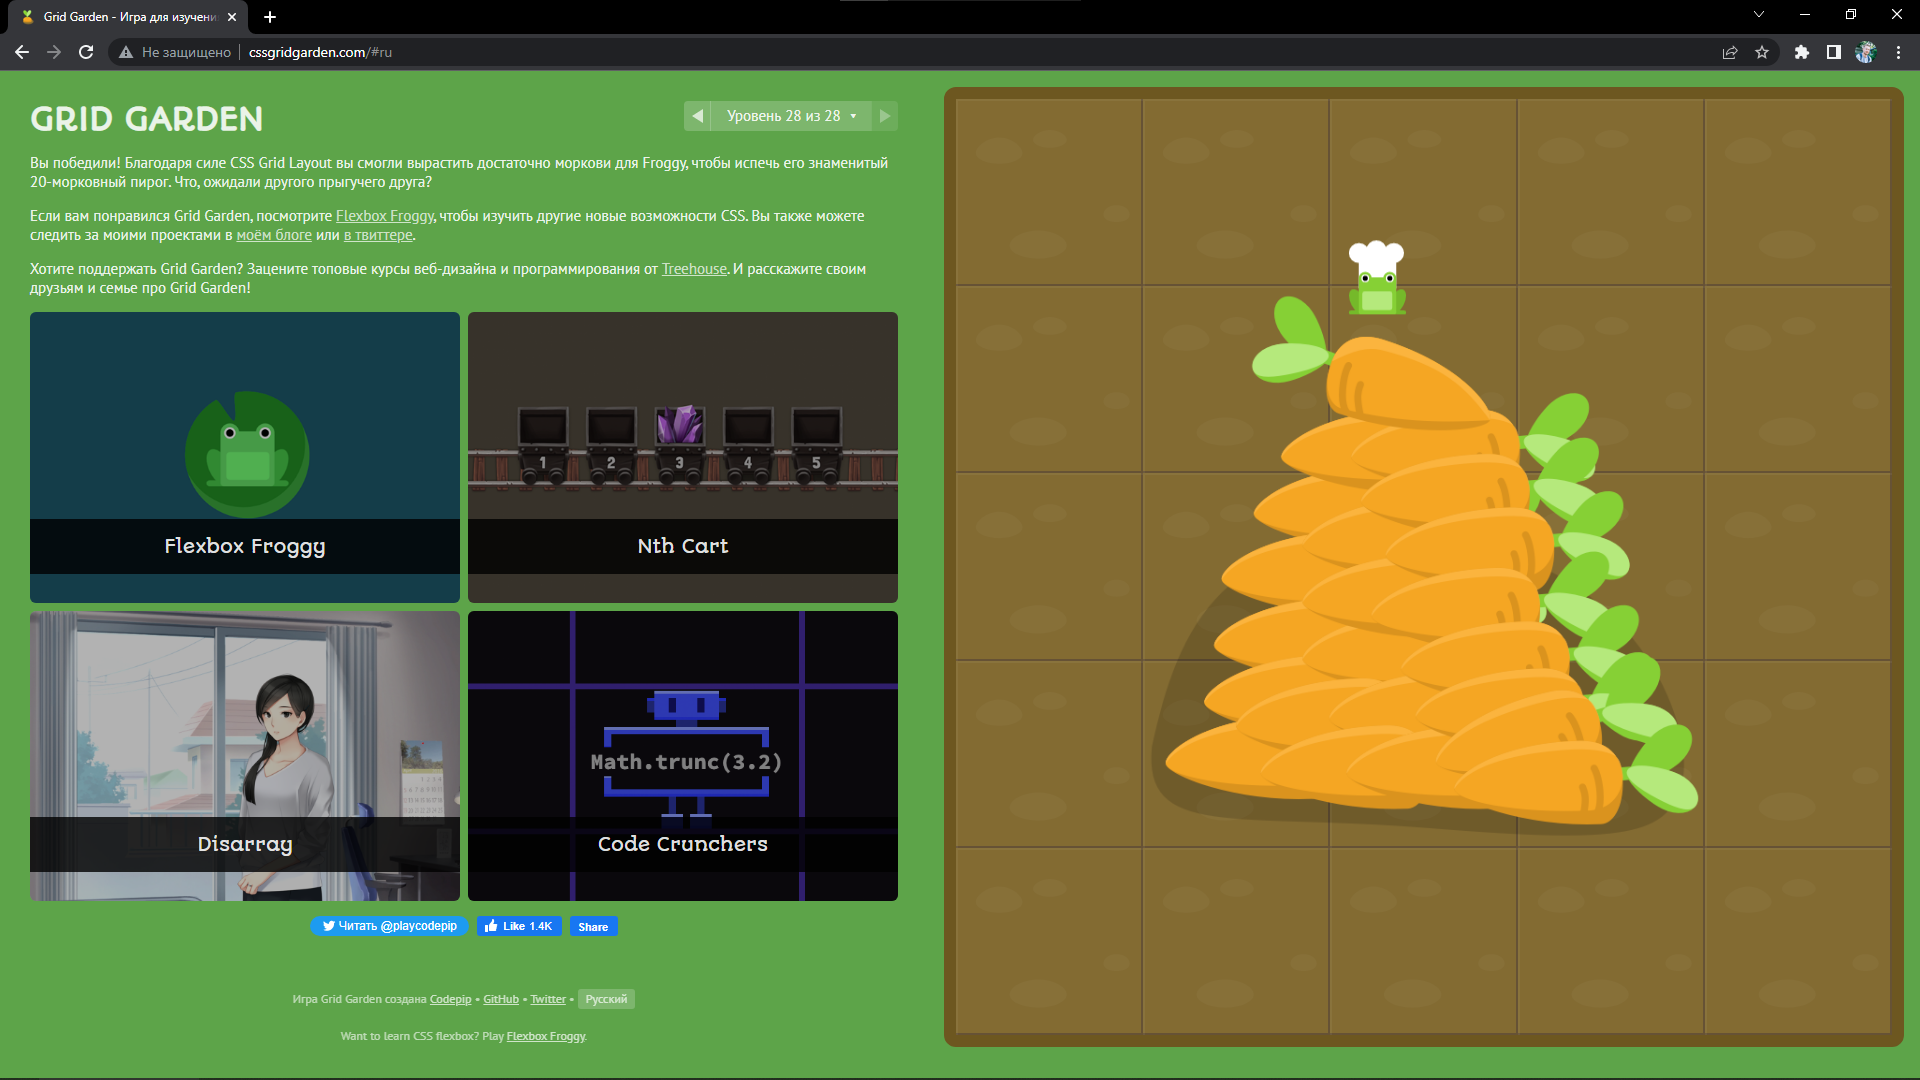 Grid Garden - Игра для изучени
Не защищено
cssgridgarden.com/#ru
GRID GARDEN
Уровень 28 из 28
Вы победили! Благодаря силе CSS Grid Layout вы смогли вырастить достаточно моркови для Froggy, чтобы испечь его знаменитый
20-морковный пирог. Что, ожидали другого прыгучего друга?
Если вам понравился Grid Garden, посмотрите Flexbox Froggy, чтобы изучить другие новые возможности CSS. Вы также можете
следить за моими проектами в моём блоге или в твиттере.
Хотите поддержать Grid Garden? Зацените топовые курсы веб-дизайна и программирования от Treehouse. И расскажите своим
друзьям и семье про Grid Garden!
1 2 3 4 5
Flexbox Froggy
Nth Cart
Math.trunc(3.2)
Disarray
Code Crunchers
Читать @playcodepip
Like 1.4K
Share
Игра Grid Garden создана Codepip • GitHub • Twitter • Русский
Want to learn CSS flexbox? Play Flexbox Froggy.